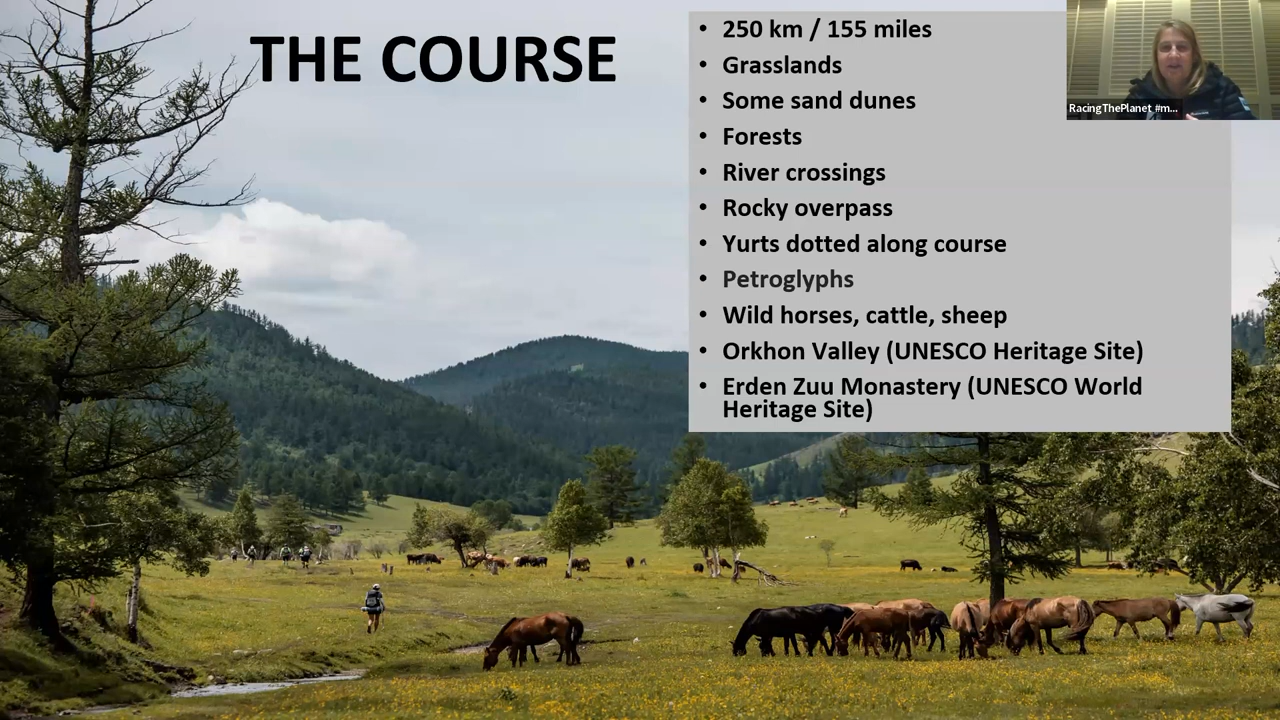 THE COURSE
• 250 km / 155 miles
• Grasslands
• Some sand dunes
• Forests
• River crossings
• Rocky overpass
• Yurts dotted along course
• Petroglyphs
• Wild horses, cattle, sheep
• Orkhon Valley (UNESCO Heritage Site)
• Erden Zuu Monastery (UNESCO World
Heritage Site)
RacingThePlanet #m...